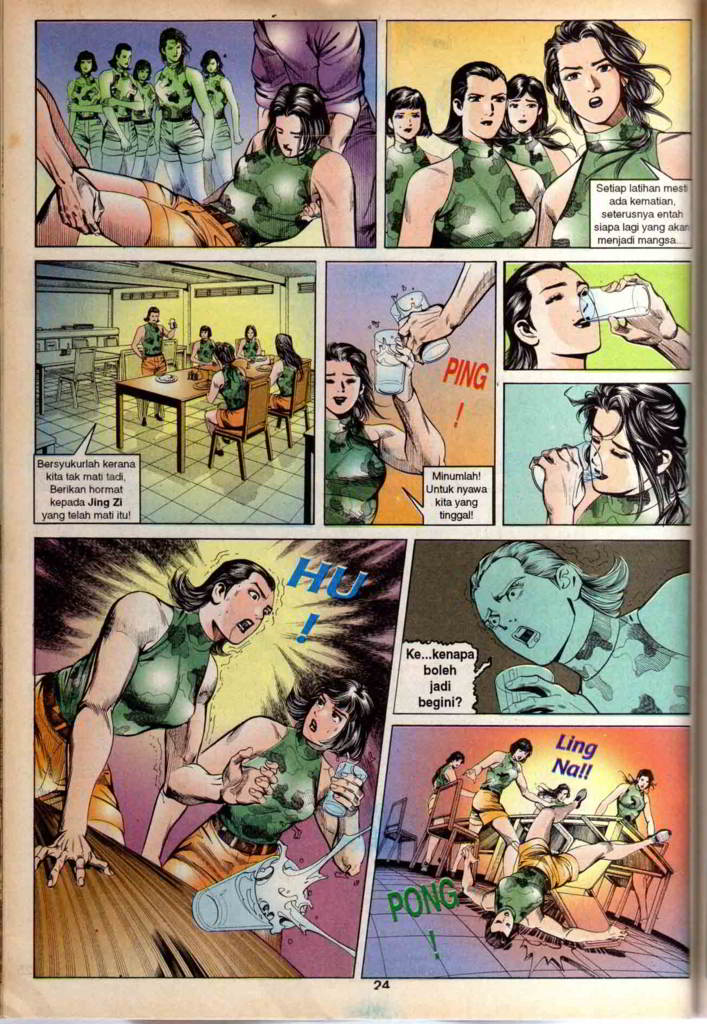 Setiap latihan mesti
ada kematian,
seterusnya entah
siapa lagi yang akan
menjadi mangsa...
Bersyukurlah kerana
kita tak mati tadi,
Berikan hormat
kepada Jing Zi
yang telah mati itu!
PING
!
Minumlah!
Untuk nyawa
kita yang
tinggal!
HU
!
Ke...kenapa
boleh
jadi
begini?
Ling
Na!!
PONG
!
24